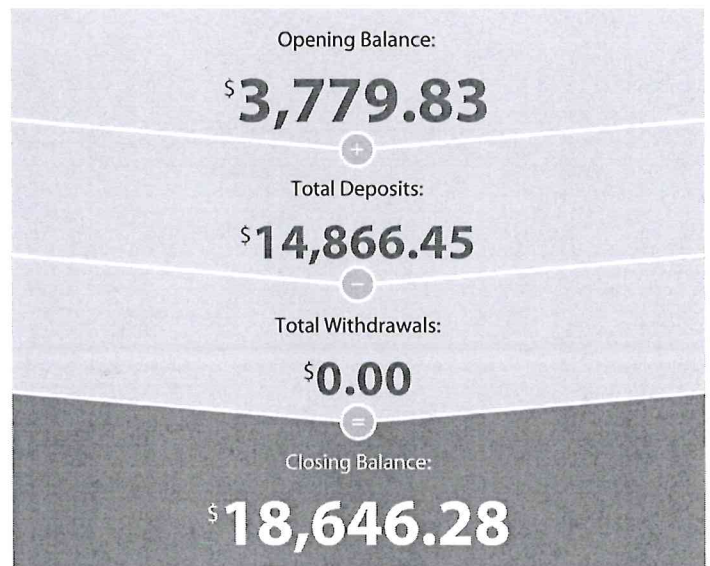 Opening Balance:
$3,779.83
+
Total Deposits:
$14,866.45
−
Total Withdrawals:
$0.00
=
Closing Balance:
$18,646.28